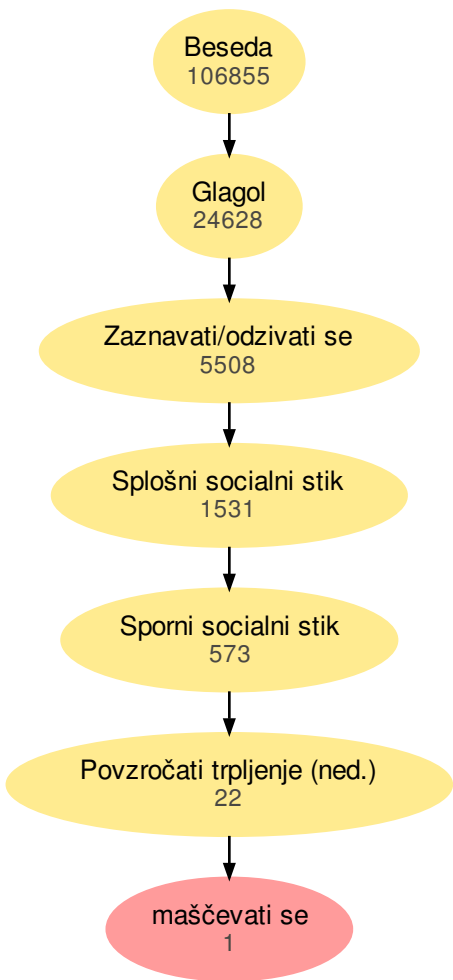 Beseda
106855
Glagol
24628
Zaznavati/odzivati se
5508
Splošni socialni stik
1531
Sporni socialni stik
573
Povzročati trpljenje (ned.)
22
maščevati se
1